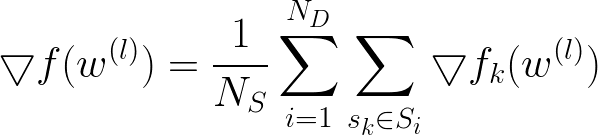 ▽f(w^{(l)}) = \frac{1}{N_S} \sum_{i=1}^{N_D} \sum_{s_k \in S_i} ▽f_k(w^{(l)})